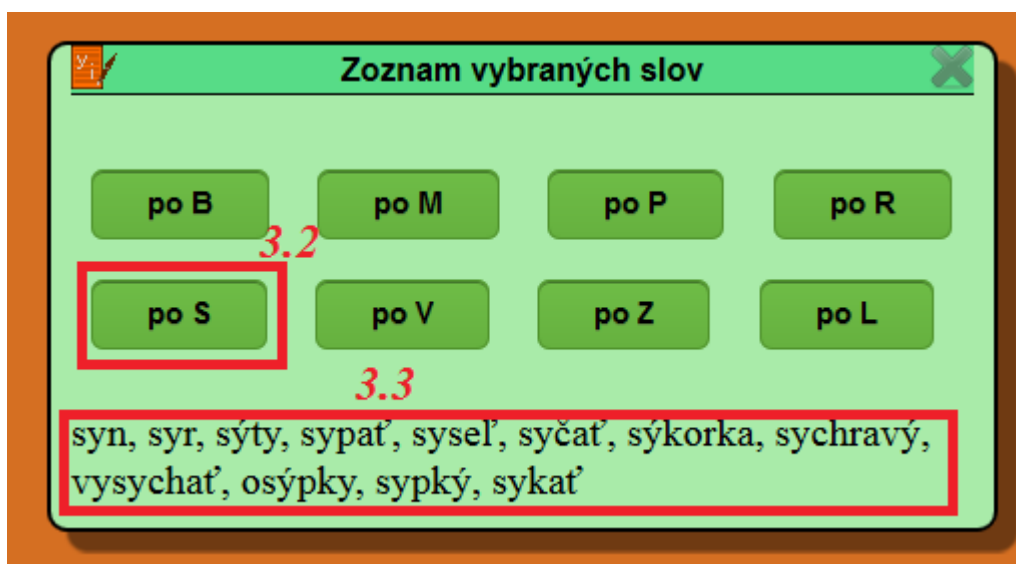 Zoznam vybraných slov
po B po M po P po R
3.2
po S po V po Z po L
3.3
syn, syr, sýty, sypať, syseľ, syčať, sýkorka, sychravý,
vysychať, osýpky, sypký, sykať